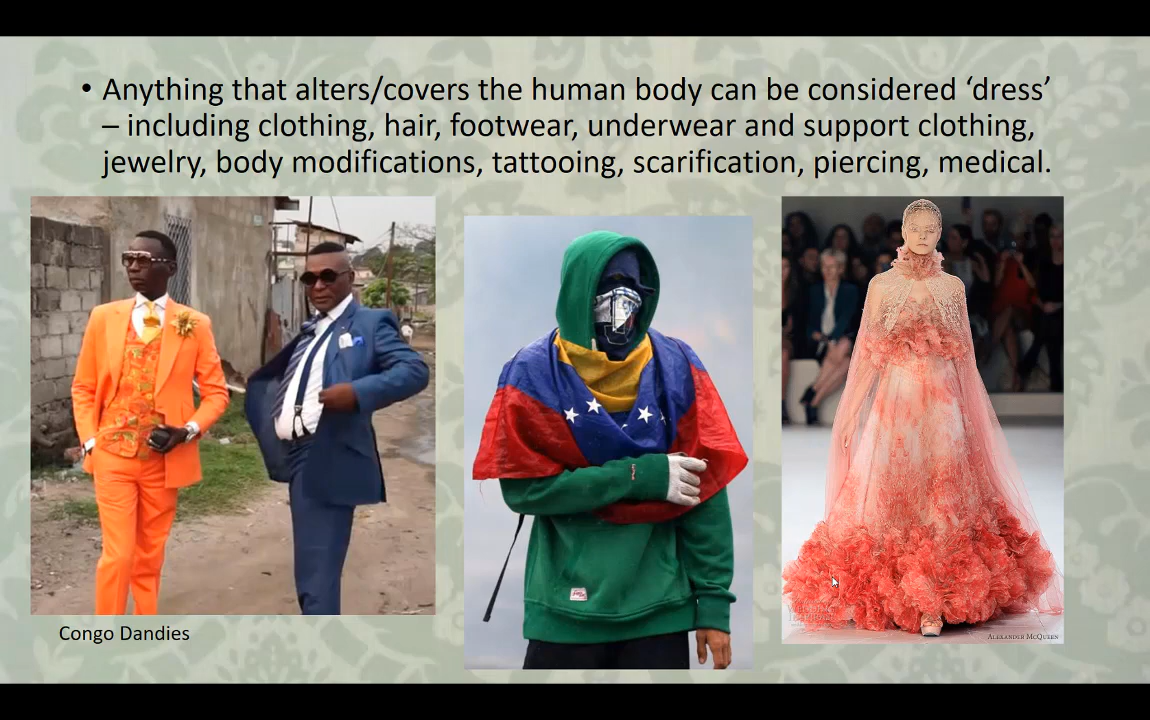 • Anything that alters/covers the human body can be considered ‘dress’
– including clothing, hair, footwear, underwear and support clothing,
jewelry, body modifications, tattooing, scarification, piercing, medical.
Congo Dandies
ALEXANDER MCQUEEN